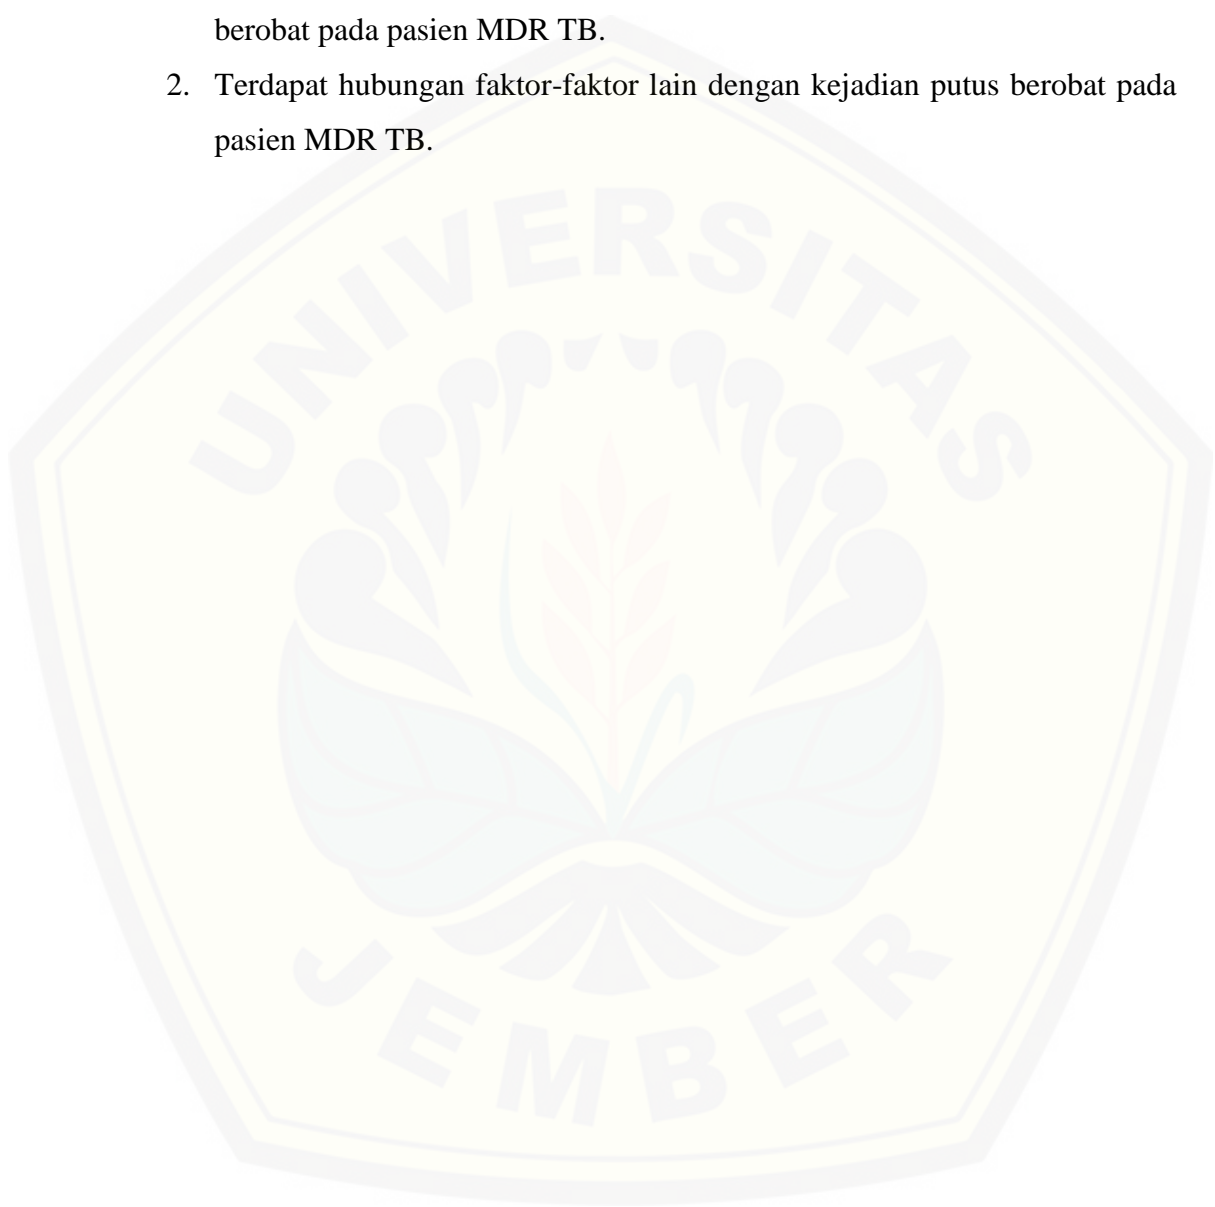 berobat pada pasien MDR TB.
2. Terdapat hubungan faktor-faktor lain dengan kejadian putus berobat pada
pasien MDR TB.
UNIVERSITAS
JEMBER